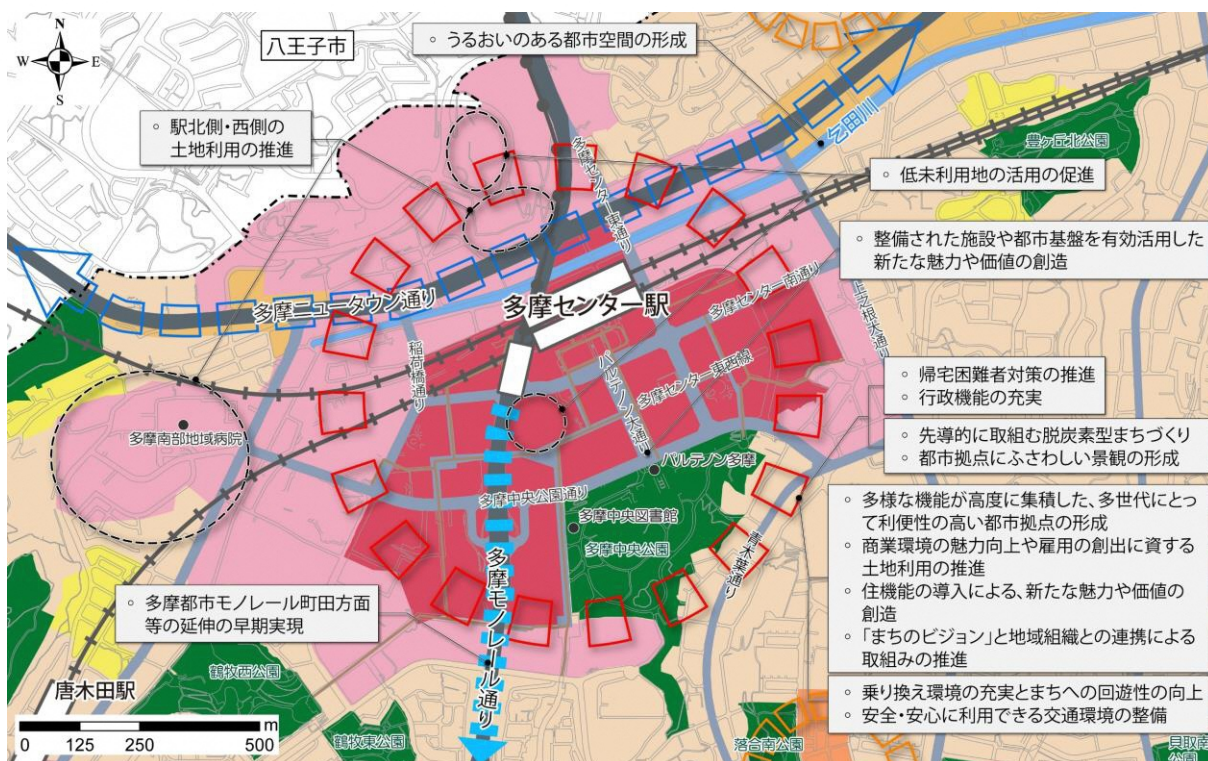 N
W
E
S
八王子市
◦ うるおいのある都市空間の形成
◦ 駅北側・西側の
土地利用の推進
多摩センター東通り
乞田川
豊ヶ丘北公園
◦ 低未利用地の活用の促進
◦ 整備された施設や都市基盤を有効活用した
新たな魅力や価値の創造
多摩ニュータウン通り
多摩センター駅
多摩センター南通り
上之根大通り
稲荷橋通り
パルテノン大通り
多摩センター東西線
◦ 帰宅困難者対策の推進
◦ 行政機能の充実
多摩南部地域病院
◦ 先導的に取組む脱炭素型まちづくり
◦ 都市拠点にふさわしい景観の形成
パルテノン多摩
多摩中央公園通り
多摩中央図書館
多摩中央公園
青木葉通り
◦ 多様な機能が高度に集積した、多世代にとっ
て利便性の高い都市拠点の形成
◦ 商業環境の魅力向上や雇用の創出に資する
土地利用の推進
◦ 住機能の導入による、新たな魅力や価値の
創造
◦ 「まちのビジョン」と地域組織との連携による
取組みの推進
◦ 多摩都市モノレール町田方面
等の延伸の早期実現
多摩モノレール通り
鶴牧西公園
唐木田駅
◦ 乗り換え環境の充実とまちへの回遊性の向上
◦ 安全・安心に利用できる交通環境の整備
m
0 125 250 500
鶴牧東公園
落合南公園
貝取南
公園